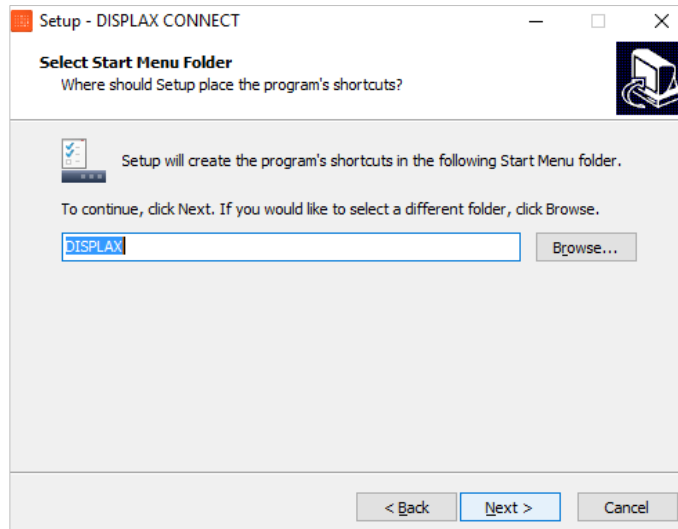 Setup - DISPLAX CONNECT
Select Start Menu Folder
Where should Setup place the program's shortcuts?
Setup will create the program's shortcuts in the following Start Menu folder.
To continue, click Next. If you would like to select a different folder, click Browse.
DISPLAX
Browse...
< Back
Next >
Cancel